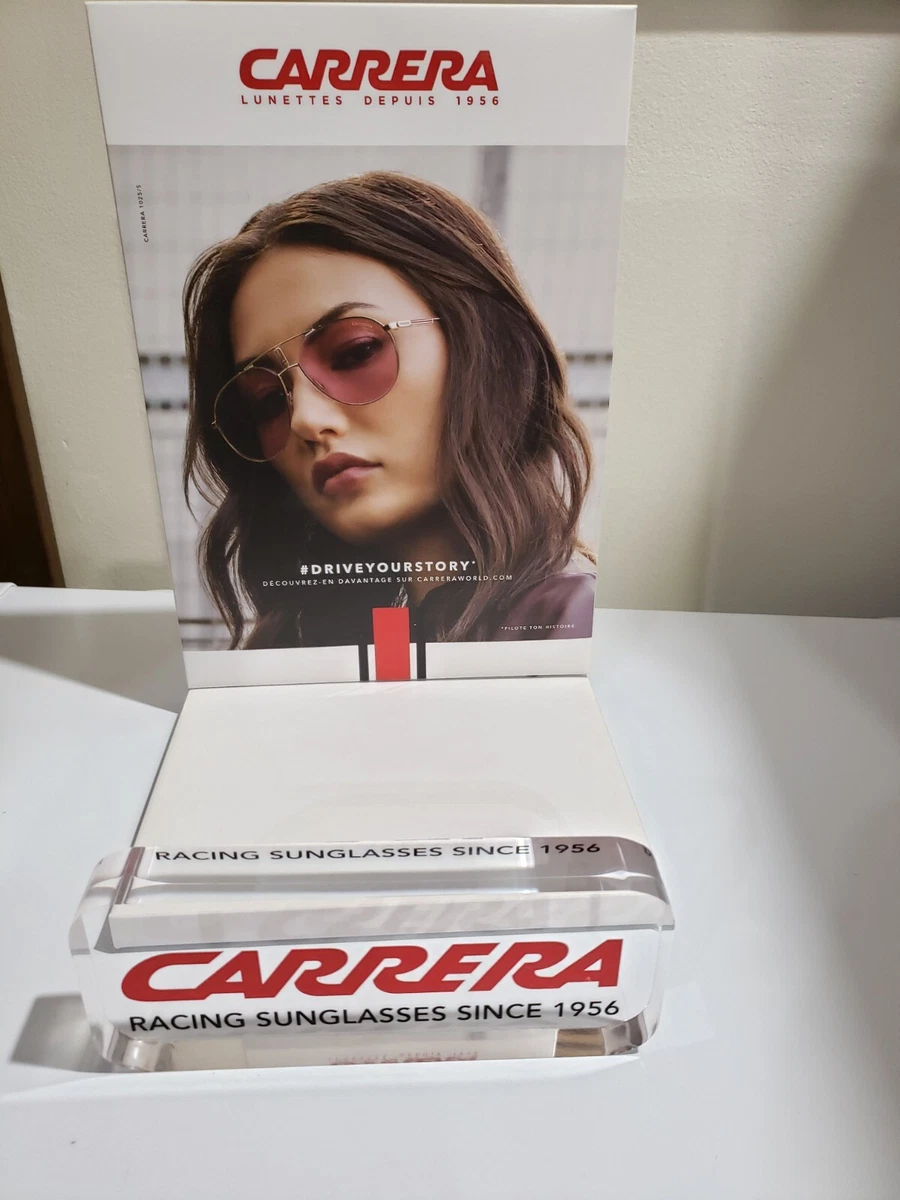 CARRERA
LUNETTES DEPUIS 1956
CARRERA 1025/S
#DRIVEYOURSTORY*
DÉCOUVREZ-EN DAVANTAGE SUR CARRERAWORLD.COM
*PILOTE TON HISTOIRE
RACING SUNGLASSES SINCE 1956
CARRERA
RACING SUNGLASSES SINCE 1956